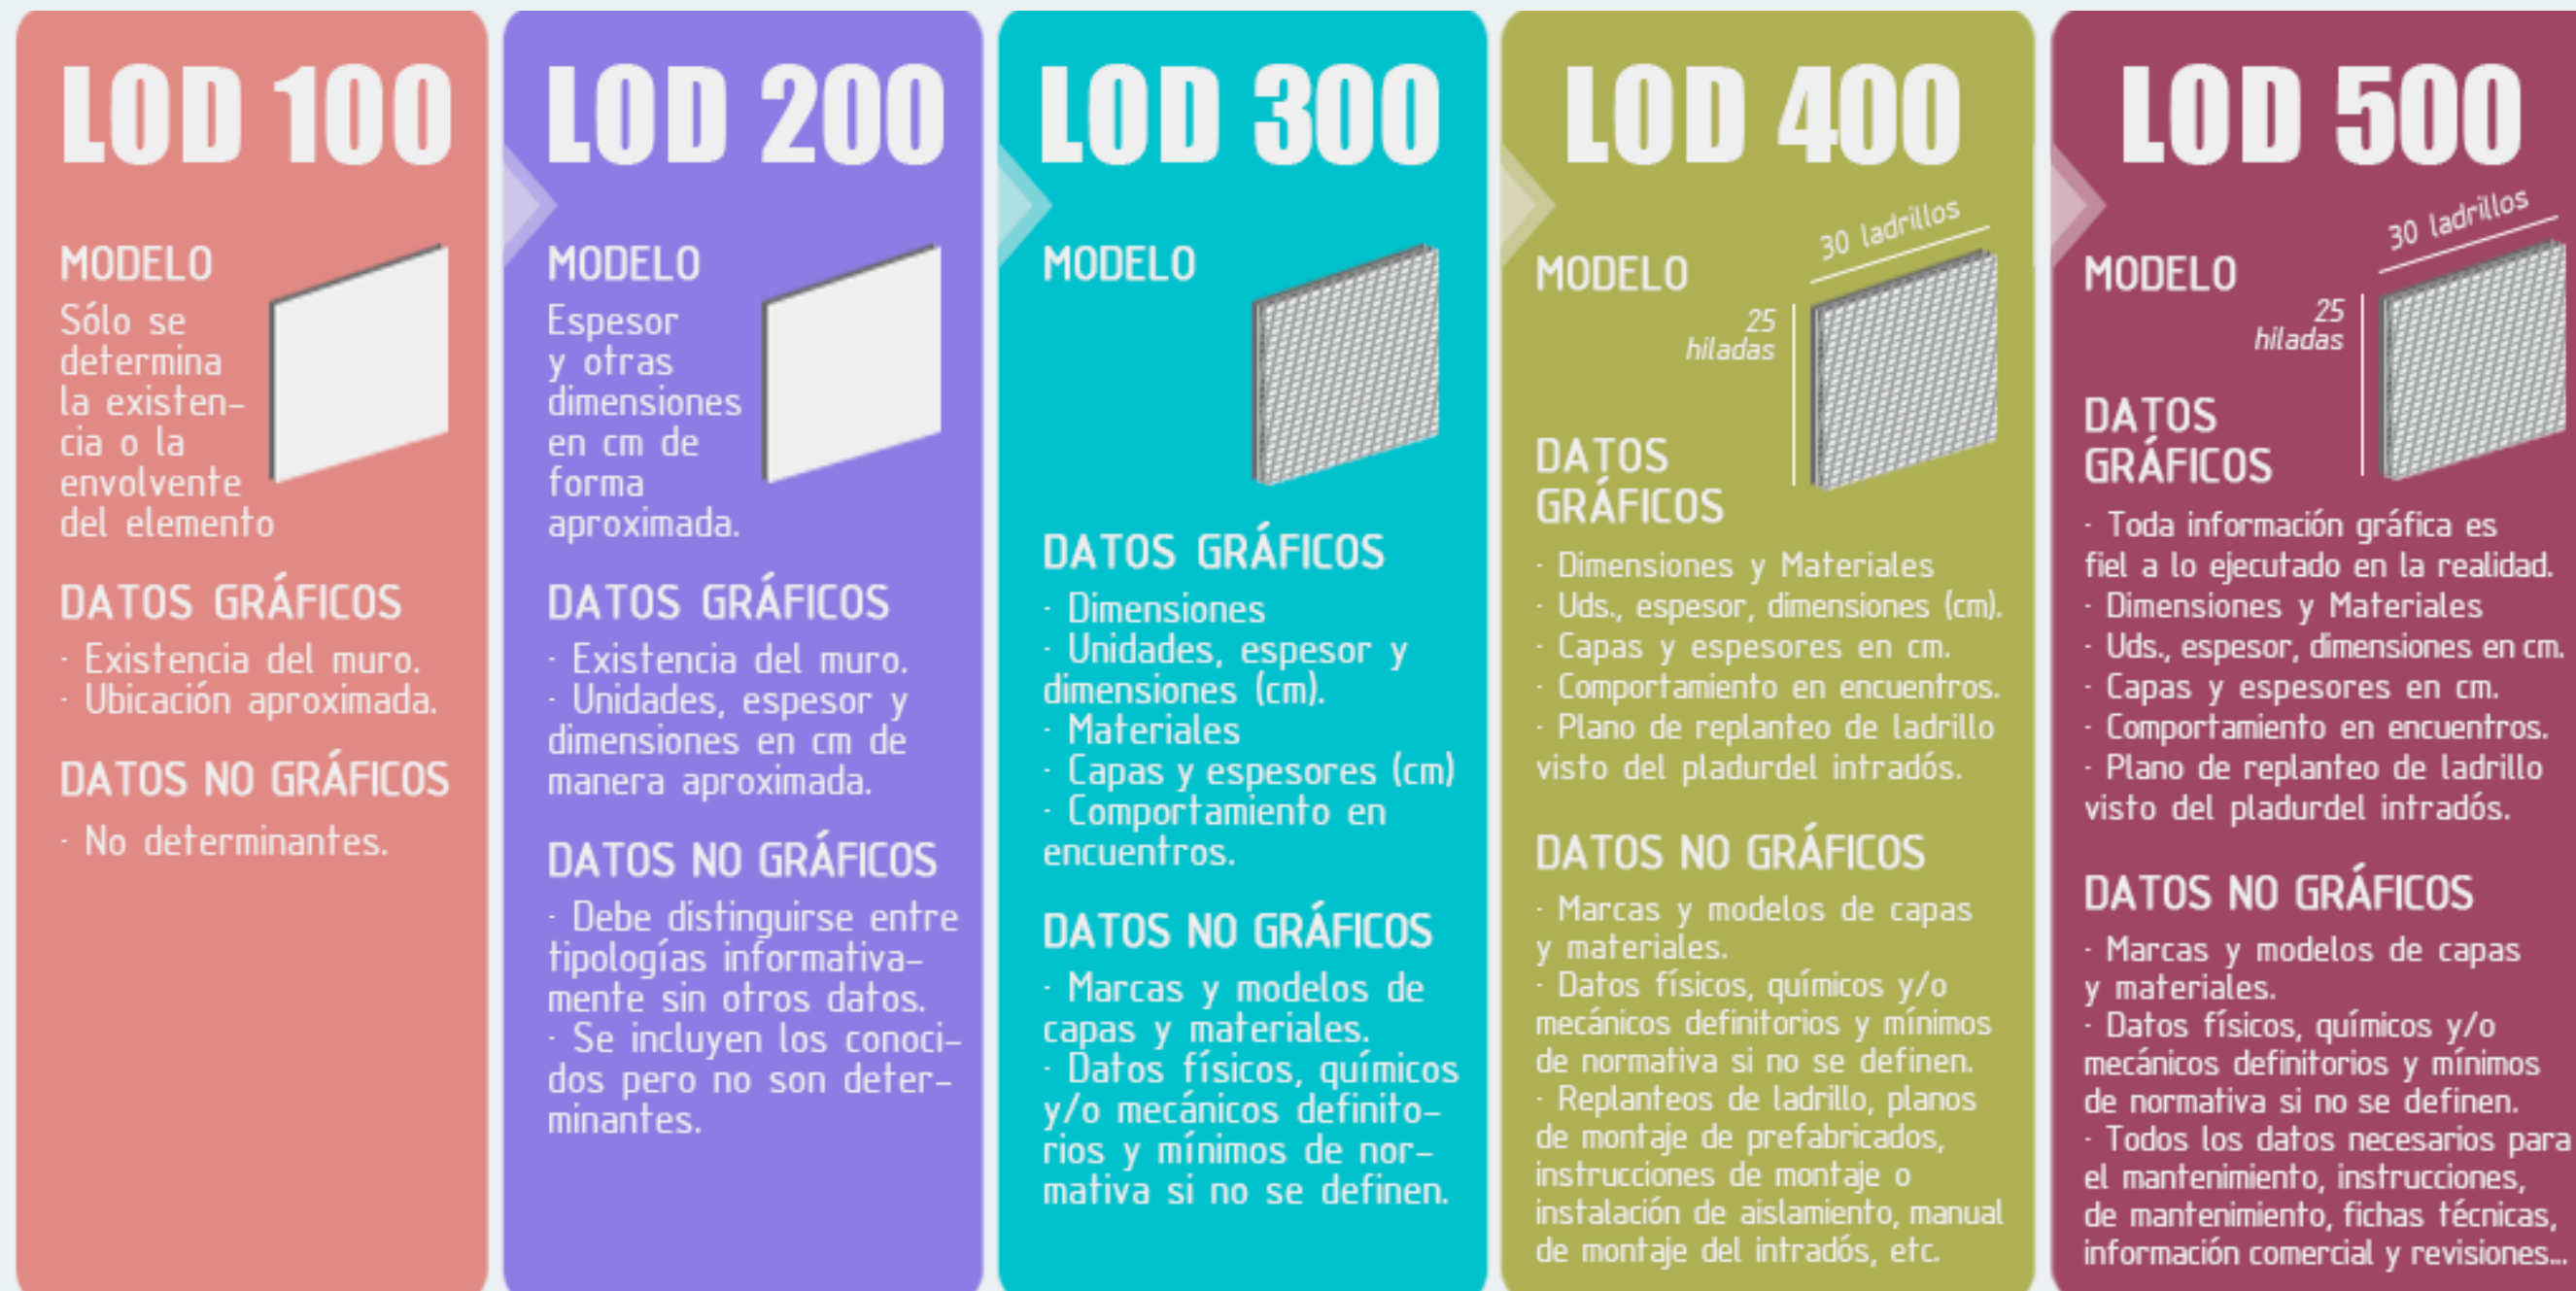 LOD 100
MODELO
Sólo se
determina
la existen-
cia o la
envolvente
del elemento
DATOS GRÁFICOS
· Existencia del muro.
· Ubicación aproximada.
DATOS NO GRÁFICOS
· No determinantes.
LOD 200
MODELO
Espesor
y otras
dimensiones
en cm de
forma
aproximada.
DATOS GRÁFICOS
· Existencia del muro.
· Unidades, espesor y
dimensiones en cm de
manera aproximada.
DATOS NO GRÁFICOS
· Debe distinguirse entre
tipologías informativa-
mente sin otros datos.
· Se incluyen los conoci-
dos pero no son deter-
minantes.
LOD 300
MODELO
DATOS GRÁFICOS
· Dimensiones
· Unidades, espesor y
dimensiones (cm).
· Materiales
· Capas y espesores (cm)
· Comportamiento en
encuentros.
DATOS NO GRÁFICOS
· Marcas y modelos de
capas y materiales.
· Datos físicos, químicos
y/o mecánicos definito-
rios y mínimos de nor-
mativa si no se definen.
LOD 400
30 ladrillos
MODELO
25
hiladas
DATOS
GRÁFICOS
· Dimensiones y Materiales
· Uds., espesor, dimensiones (cm).
· Capas y espesores en cm.
· Comportamiento en encuentros.
· Plano de replanteo de ladrillo
visto del pladurdel intradós.
DATOS NO GRÁFICOS
· Marcas y modelos de capas
y materiales.
· Datos físicos, químicos y/o
mecánicos definitorios y mínimos
de normativa si no se definen.
· Replanteos de ladrillo, planos
de montaje de prefabricados,
instrucciones de montaje o
instalación de aislamiento, manual
de montaje del intradós, etc.
LOD 500
30 ladrillos
MODELO
25
hiladas
DATOS
GRÁFICOS
· Toda información gráfica es
fiel a lo ejecutado en la realidad.
· Dimensiones y Materiales
· Uds., espesor, dimensiones en cm.
· Capas y espesores en cm.
· Comportamiento en encuentros.
· Plano de replanteo de ladrillo
visto del pladurdel intradós.
DATOS NO GRÁFICOS
· Marcas y modelos de capas
y materiales.
· Datos físicos, químicos y/o
mecánicos definitorios y mínimos
de normativa si no se definen.
· Todos los datos necesarios para
el mantenimiento, instrucciones,
de mantenimiento, fichas técnicas,
información comercial y revisiones...